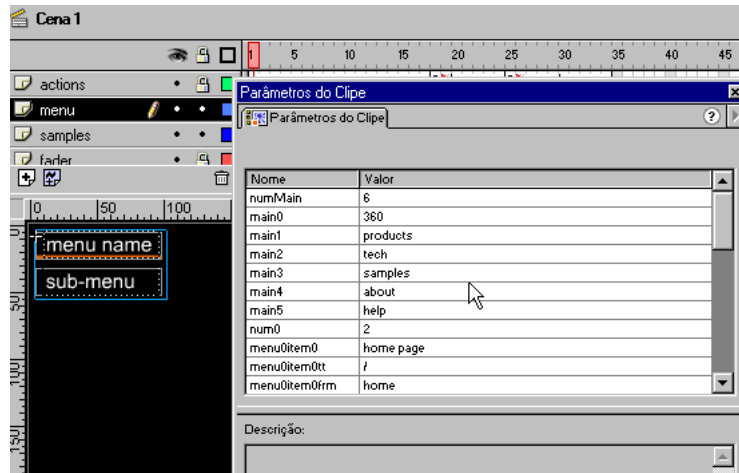 Cena 1
1 5 10 15 20 25 30 35 40 45
actions
menu
samples
fader
Parâmetros do Clipe
Parâmetros do Clipe
?
Nome Valor
numMain 6
main0 360
main1 products
main2 tech
main3 samples
main4 about
main5 help
num0 2
menu0item0 home page
menu0item0tt /
menu0item0frm home
Descrição:
0 50 100
0
50
100
150
menu name
sub-menu